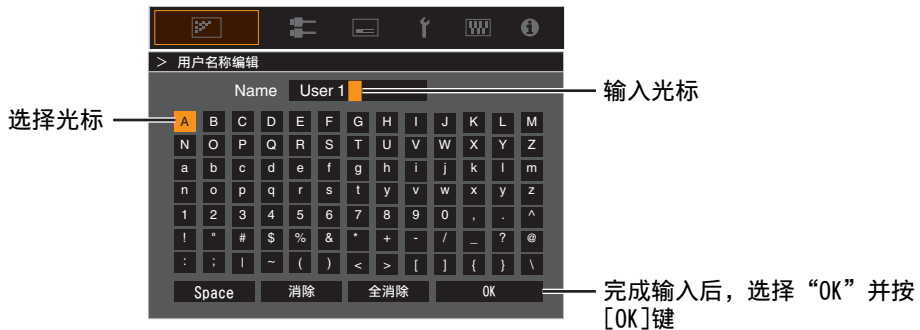 > 用户名称编辑
Name User 1
输入光标
选择光标
A B C D E F G H I J K L M
N O P Q R S T U V W X Y Z
a b c d e f g h i j k l m
n o p q r s t y v w x y z
1 2 3 4 5 6 7 8 9 0 , . ^
! " # $ % & * + - / _ ? @
: ; | ~ ( ) < > [ ] { } \
Space 消除 全消除 OK
完成输入后，选择“OK”并按
[OK]键